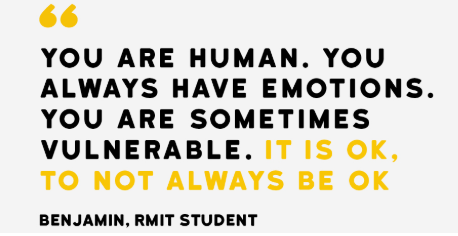 “
YOU ARE HUMAN. YOU
ALWAYS HAVE EMOTIONS.
YOU ARE SOMETIMES
VULNERABLE. IT IS OK,
TO NOT ALWAYS BE OK
BENJAMIN, RMIT STUDENT